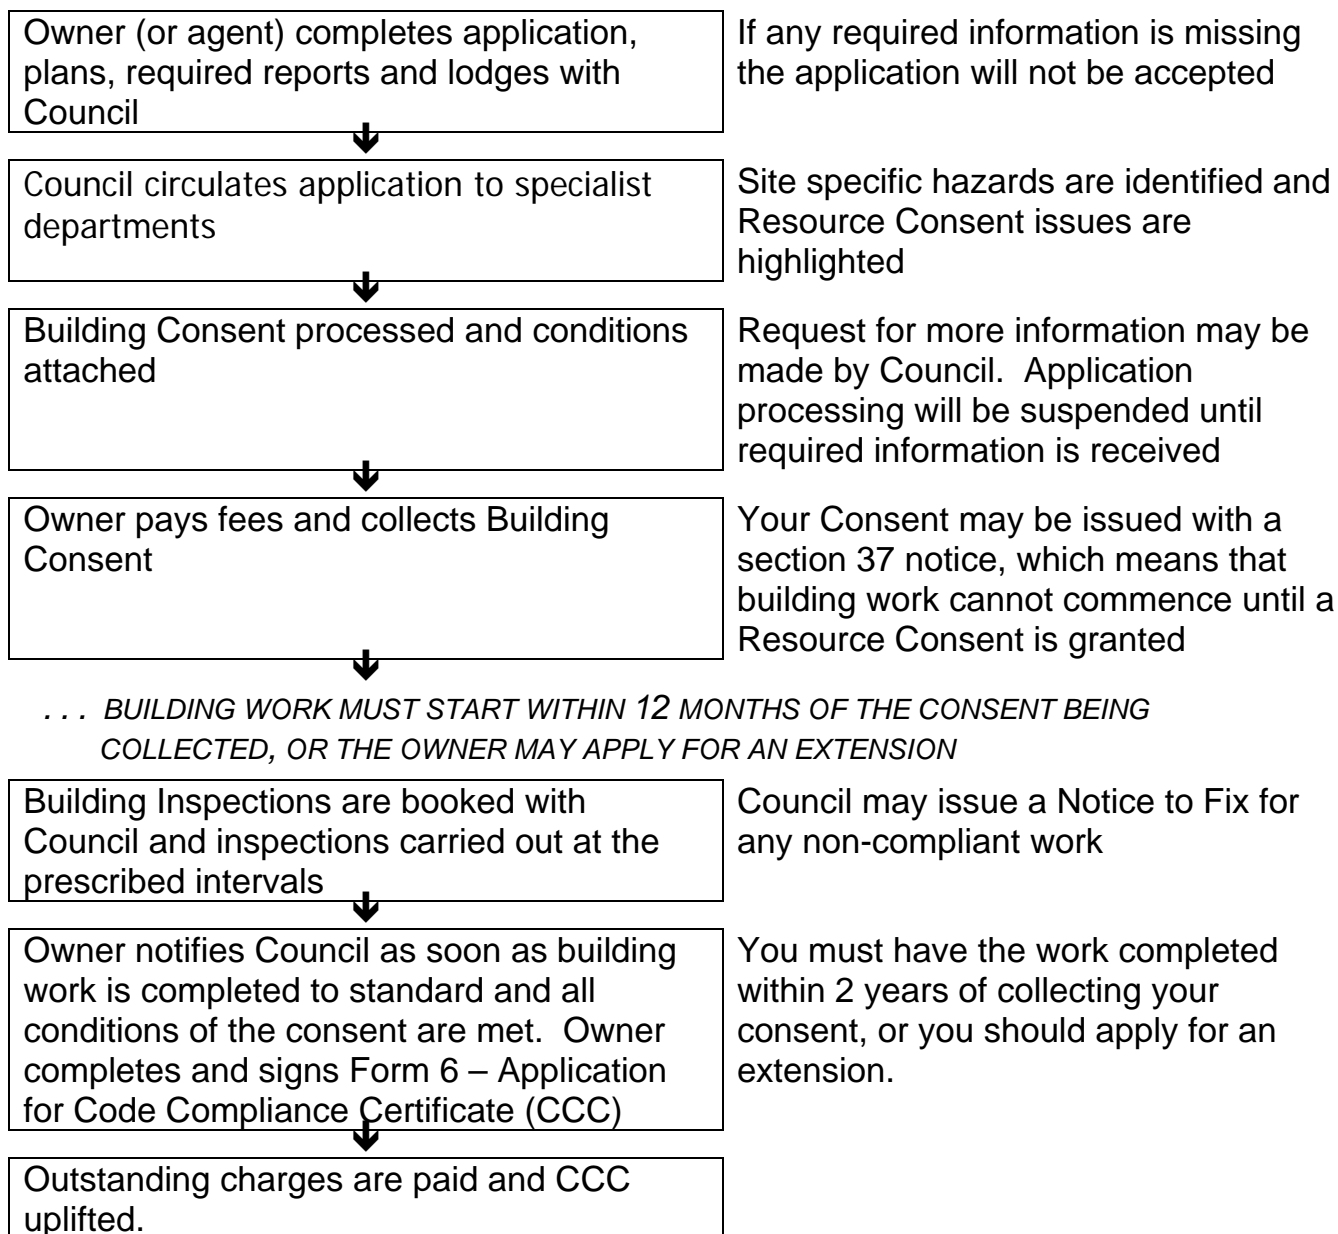 Owner (or agent) completes application,
plans, required reports and lodges with
Council
If any required information is missing
the application will not be accepted
Council circulates application to specialist
departments
Site specific hazards are identified and
Resource Consent issues are
highlighted
Building Consent processed and conditions
attached
Request for more information may be
made by Council.  Application
processing will be suspended until
required information is received
Owner pays fees and collects Building
Consent
Your Consent may be issued with a
section 37 notice, which means that
building work cannot commence until a
Resource Consent is granted
. . . BUILDING WORK MUST START WITHIN 12 MONTHS OF THE CONSENT BEING
COLLECTED, OR THE OWNER MAY APPLY FOR AN EXTENSION
Building Inspections are booked with
Council and inspections carried out at the
prescribed intervals
Council may issue a Notice to Fix for
any non-compliant work
Owner notifies Council as soon as building
work is completed to standard and all
conditions of the consent are met.  Owner
completes and signs Form 6 – Application
for Code Compliance Certificate (CCC)
You must have the work completed
within 2 years of collecting your
consent, or you should apply for an
extension.
Outstanding charges are paid and CCC
uplifted.